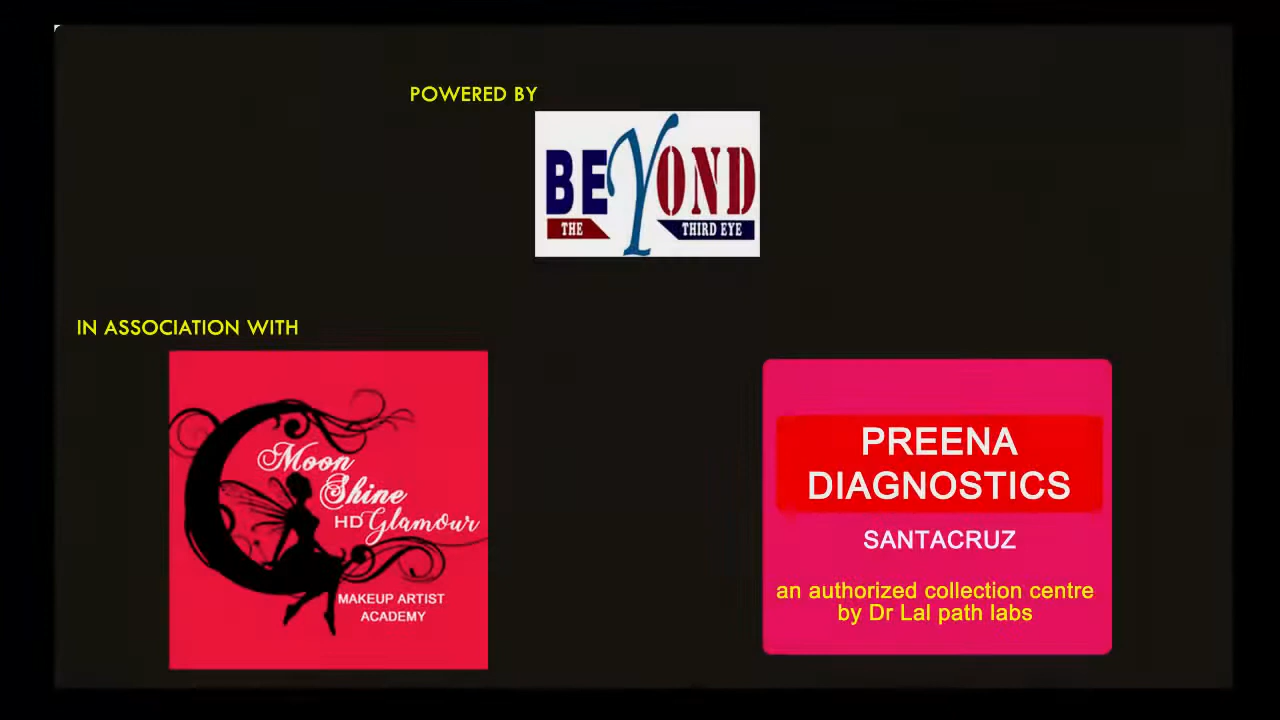 POWERED BY
BEYOND
THE THIRD EYE
IN ASSOCIATION WITH
Moon
Shine
HD Glamour
MAKEUP ARTIST
ACADEMY
PREENA
DIAGNOSTICS
SANTACRUZ
an authorized collection centre
by Dr Lal path labs